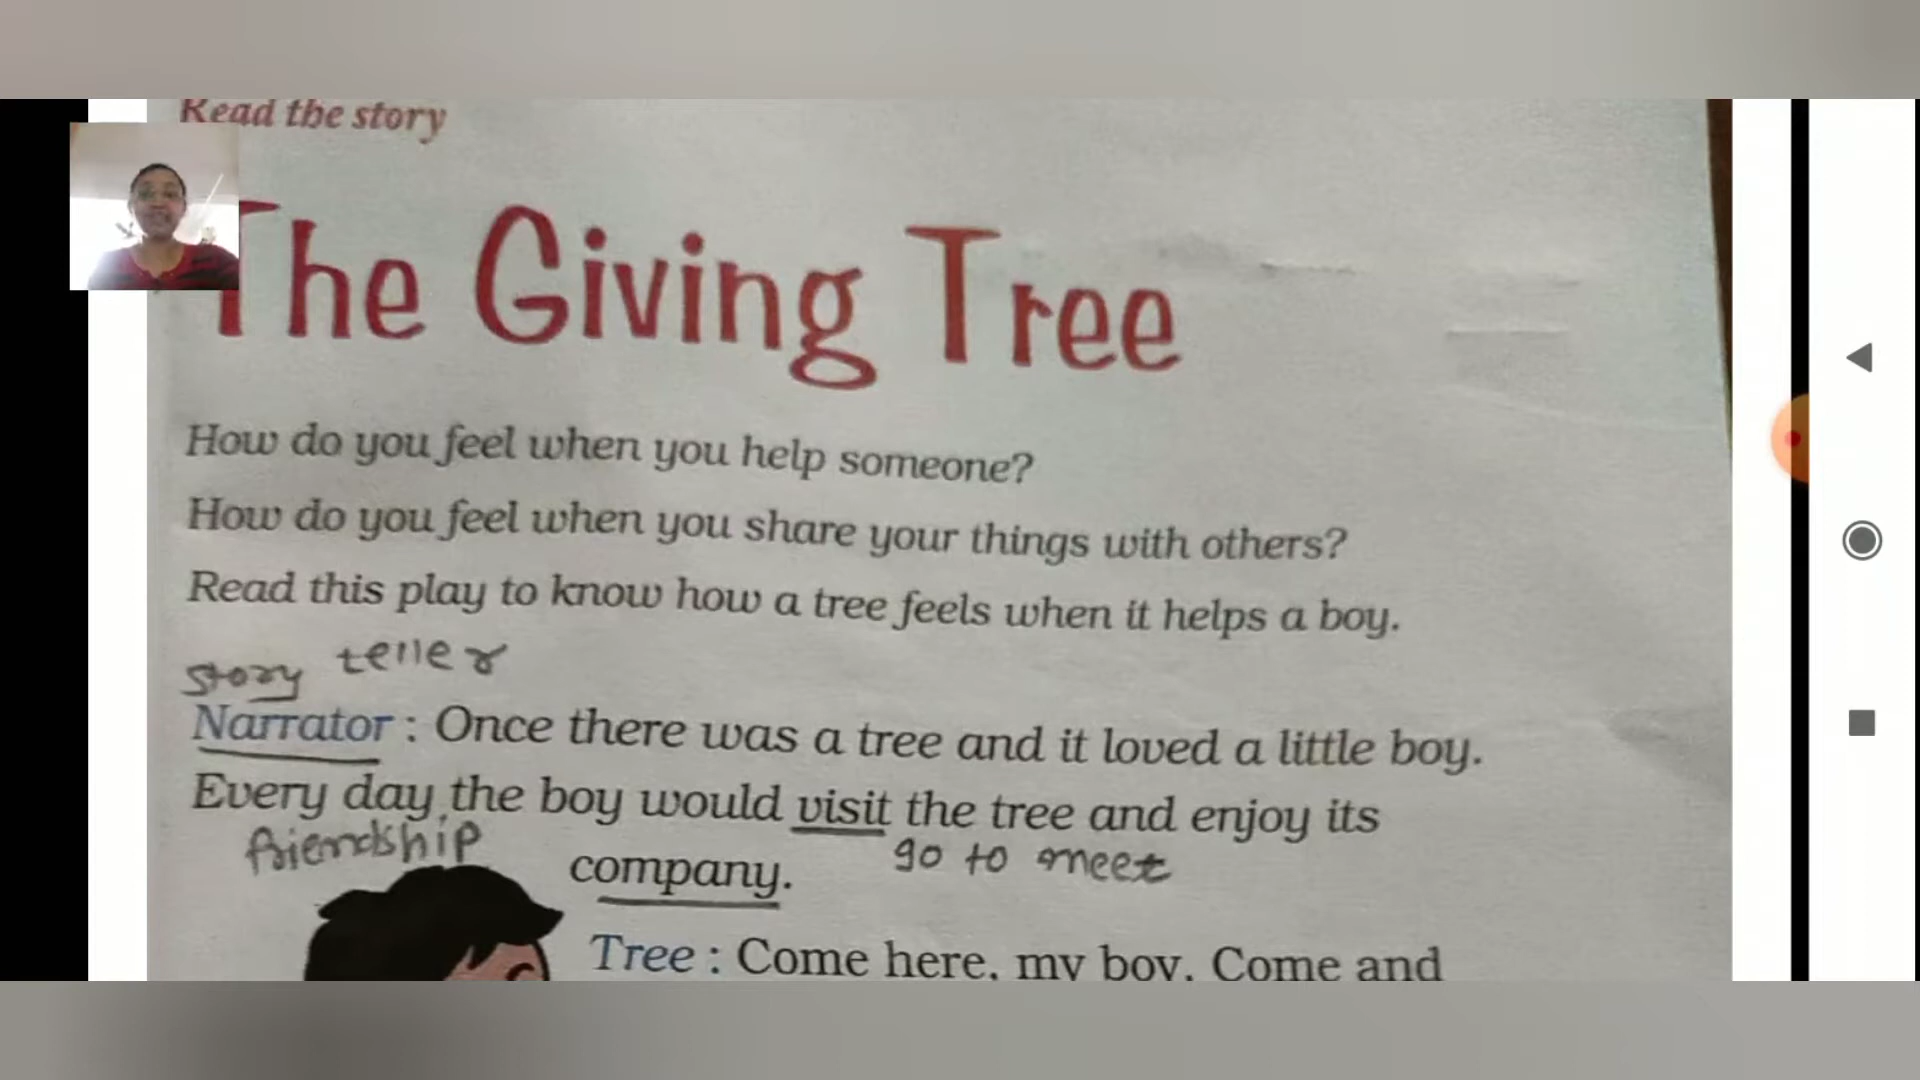 Read the story
The Giving Tree
How do you feel when you help someone?
How do you feel when you share your things with others?
Read this play to know how a tree feels when it helps a boy.
story teller
Narrator : Once there was a tree and it loved a little boy.
Every day, the boy would visit the tree and enjoy its
friendship
company.
go to meet
Tree : Come here, my boy. Come and